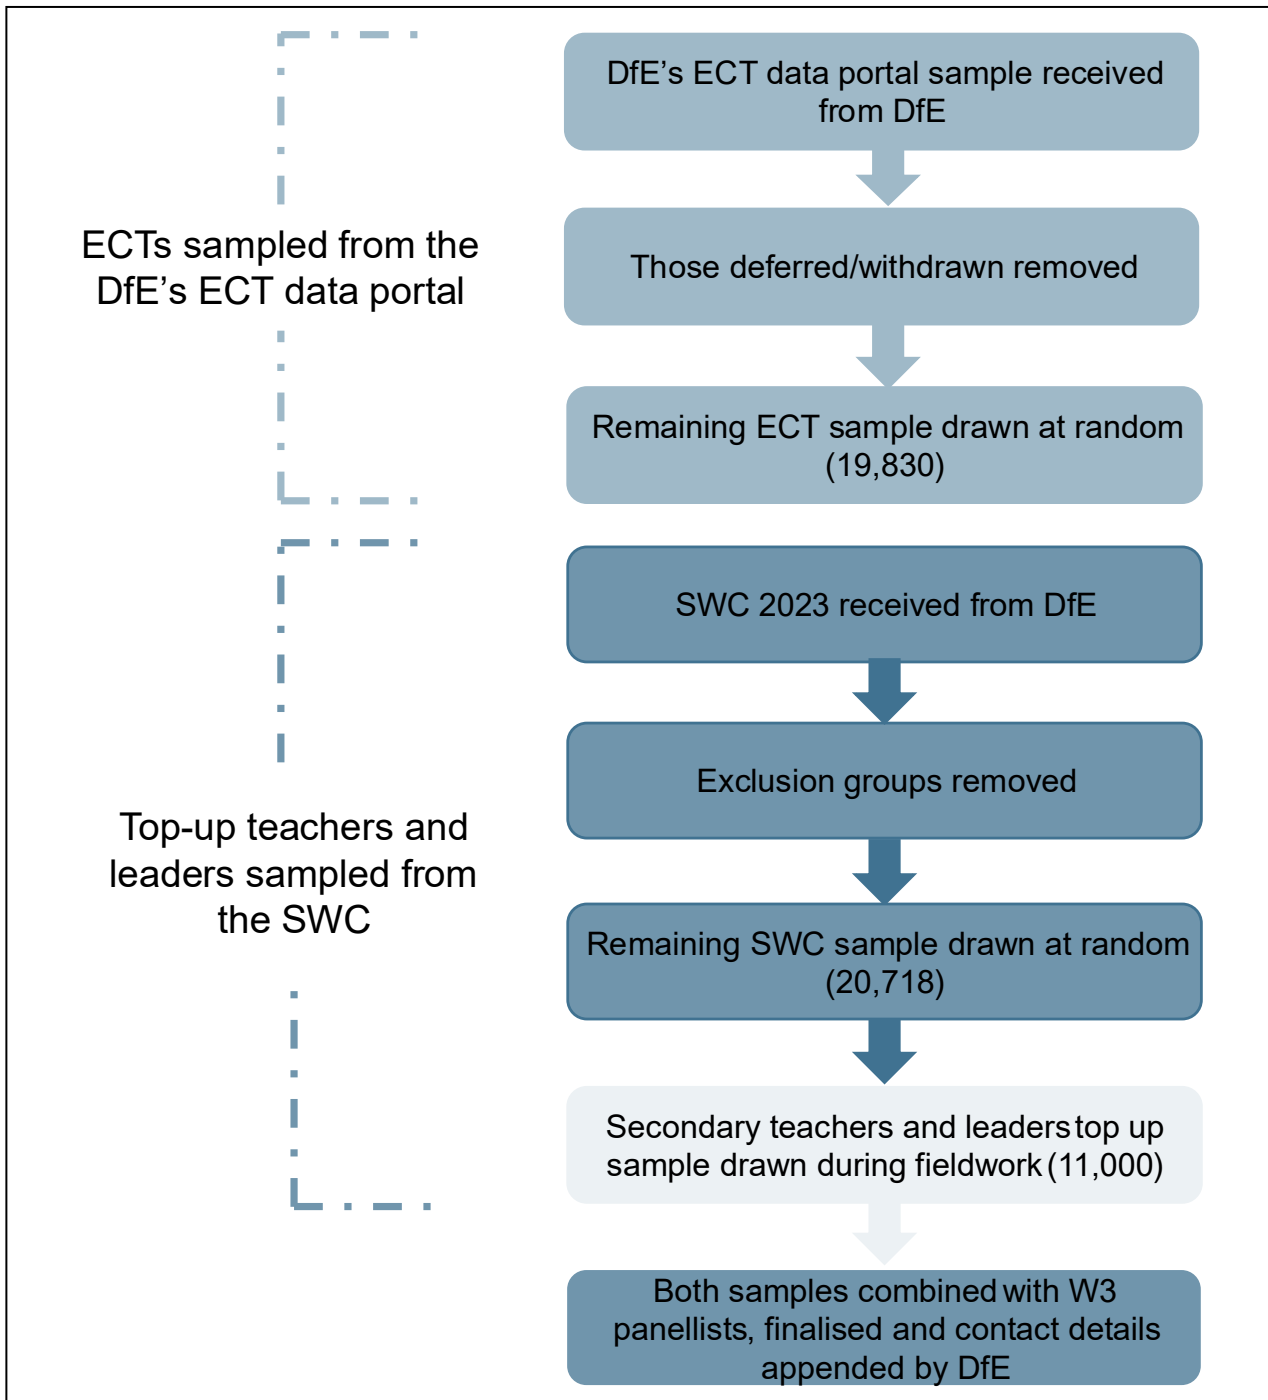 DfE’s ECT data portal sample received
from DfE
Those deferred/withdrawn removed
ECTs sampled from the
DfE’s ECT data portal
Remaining ECT sample drawn at random
(19,830)
SWC 2023 received from DfE
Exclusion groups removed
Top-up teachers and
leaders sampled from
the SWC
Remaining SWC sample drawn at random
(20,718)
Secondary teachers and leaders top up
sample drawn during fieldwork (11,000)
Both samples combined with W3
panellists, finalised and contact details
appended by DfE